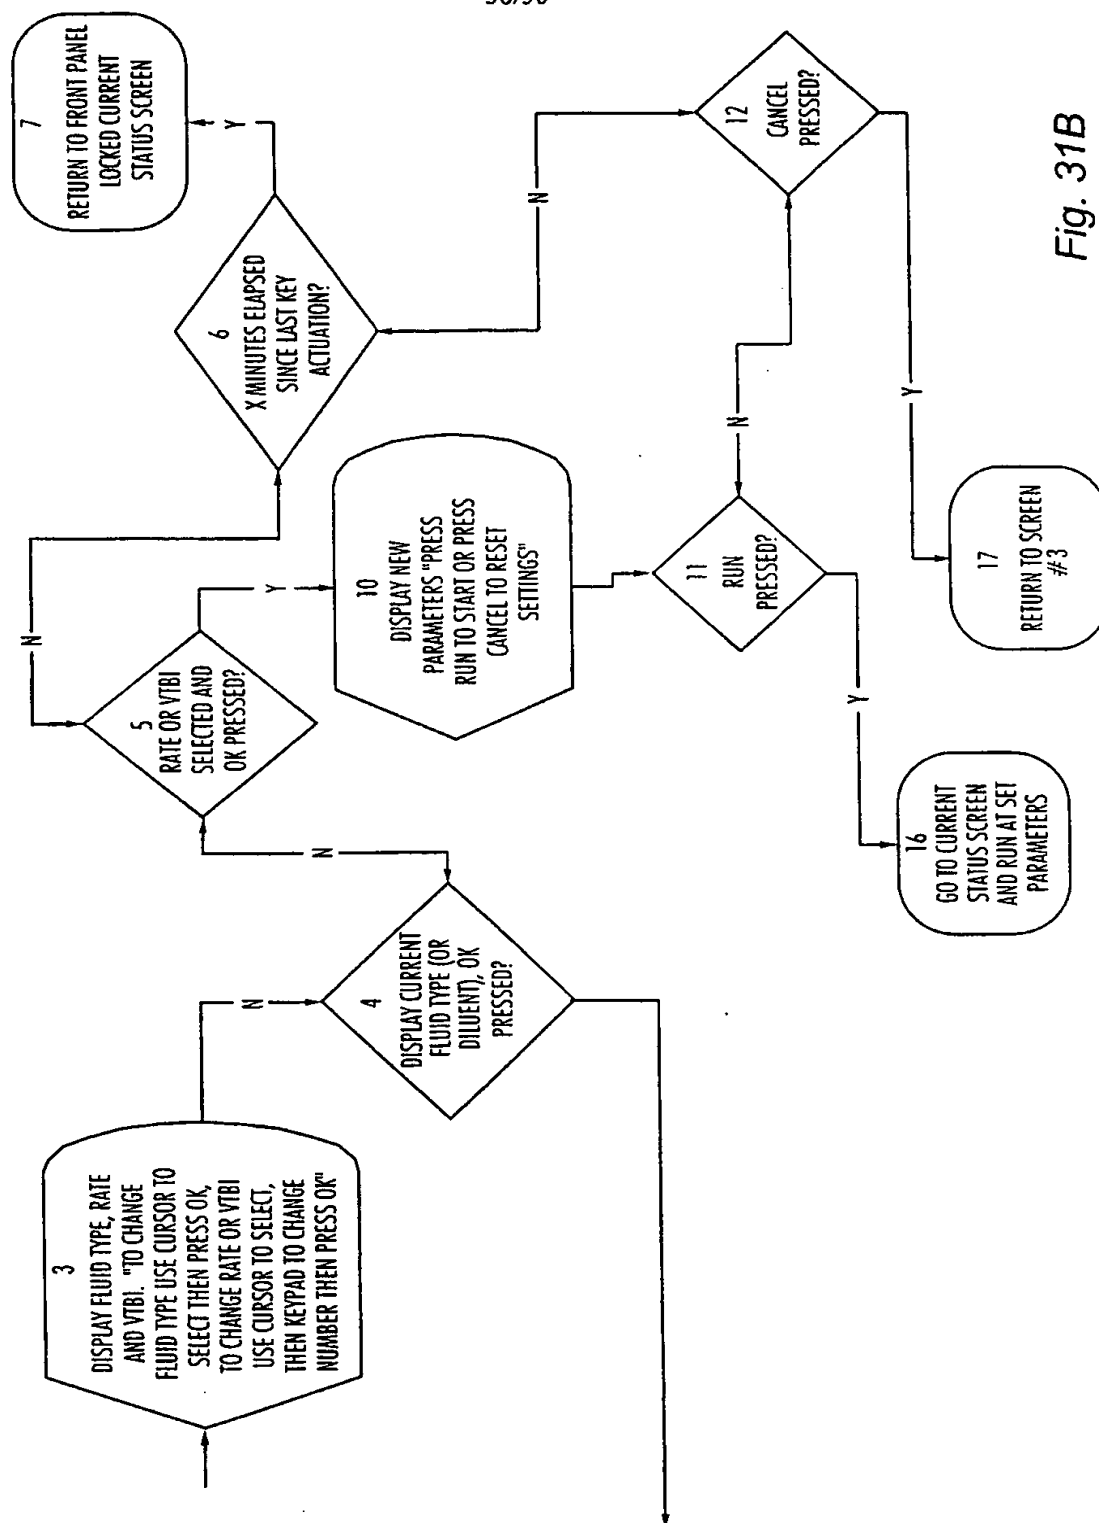 3
DISPLAY FLUID TYPE, RATE
AND VTBI. "TO CHANGE
FLUID TYPE USE CURSOR TO
SELECT THEN PRESS OK,
TO CHANGE RATE OR VTBI
USE CURSOR TO SELECT,
THEN KEYPAD TO CHANGE
NUMBER THEN PRESS OK"
N
4
DISPLAY CURRENT
FLUID TYPE (OR
DILUENT), OK
PRESSED?
N
5
RATE OR VTBI
SELECTED AND
OK PRESSED?
N
Y
6
X MINUTES ELAPSED
SINCE LAST KEY
ACTUATION?
Y
7
RETURN TO FRONT PANEL
LOCKED CURRENT
STATUS SCREEN
N
10
DISPLAY NEW
PARAMETERS "PRESS
RUN TO START OR PRESS
CANCEL TO RESET
SETTINGS"
11
RUN
PRESSED?
N
Y
12
CANCEL
PRESSED?
Y
16
GO TO CURRENT
STATUS SCREEN
AND RUN AT SET
PARAMETERS
17
RETURN TO SCREEN
#3
Fig. 31B